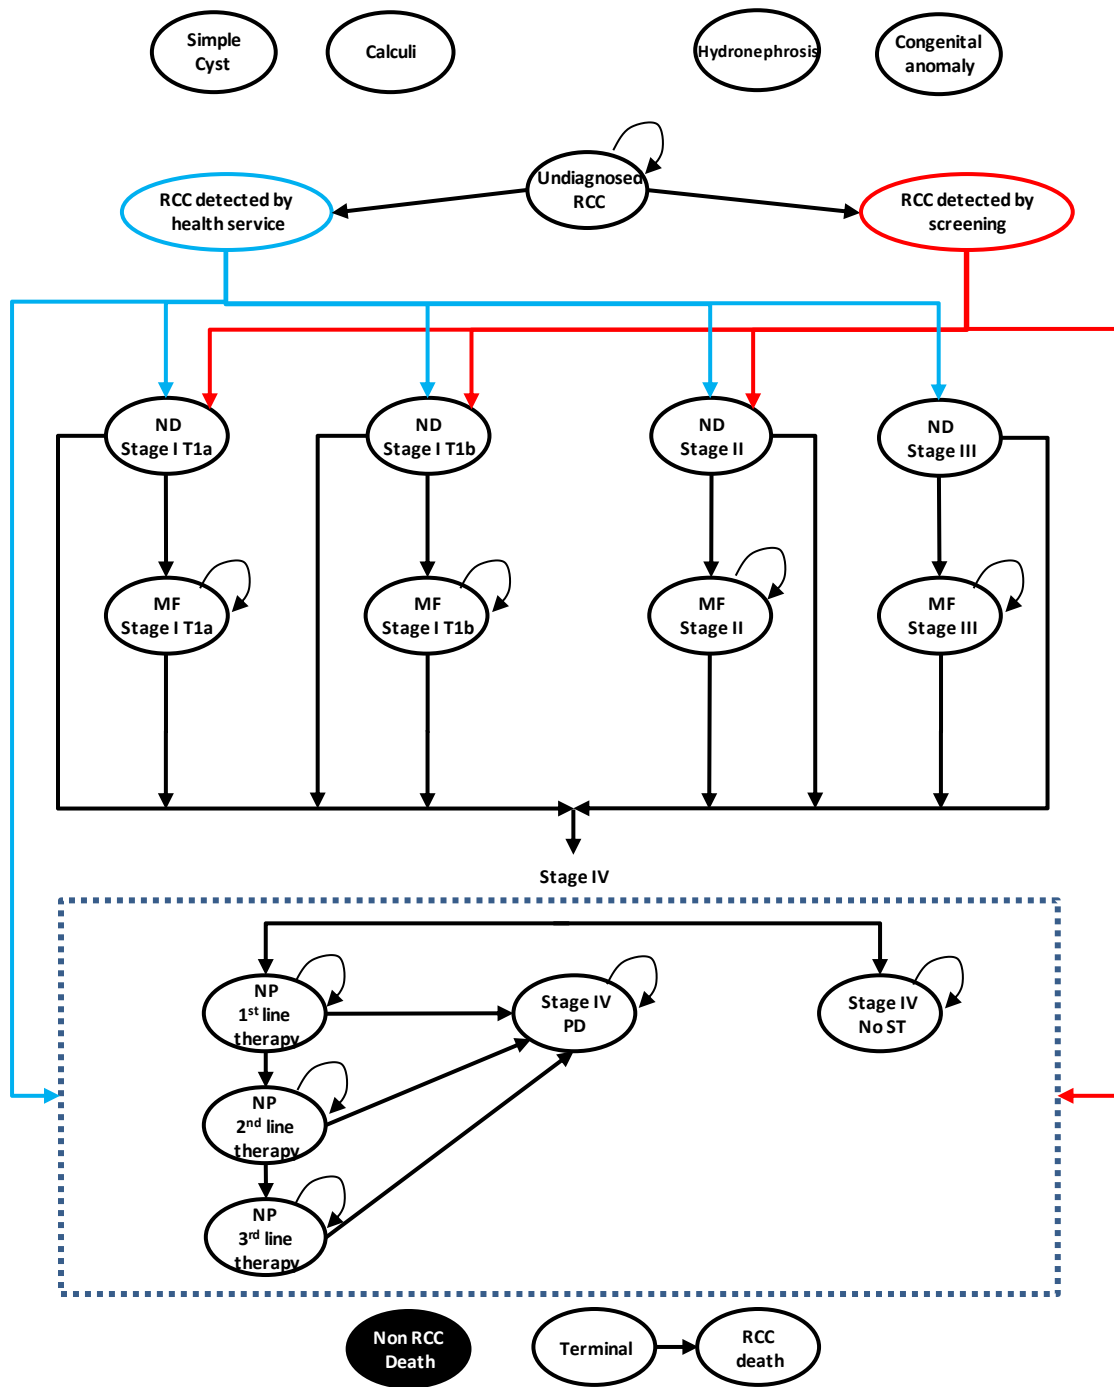 Simple
Cyst
Calculi
Hydronephrosis
Congenital
anomaly
Undiagnosed
RCC
RCC detected by
health service
RCC detected by
screening
ND
Stage I T1a
ND
Stage I T1b
ND
Stage II
ND
Stage III
MF
Stage I T1a
MF
Stage I T1b
MF
Stage II
MF
Stage III
Stage IV
NP
1st line
therapy
Stage IV
PD
Stage IV
No ST
NP
2nd line
therapy
NP
3rd line
therapy
Non RCC
Death
Terminal
RCC
death